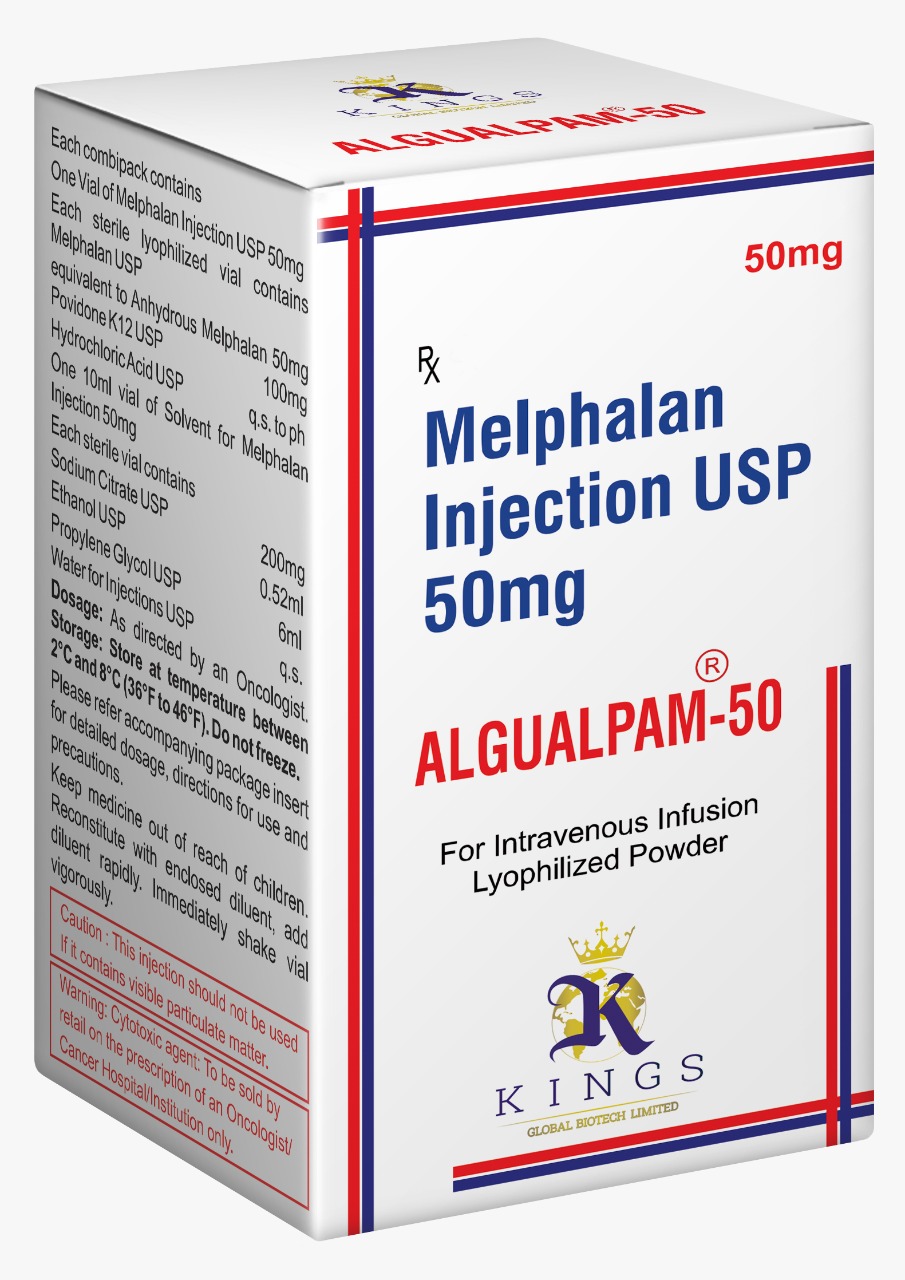 K
KINGS
GLOBAL BIOTECH LIMITED
ALGUALPAM®-50
Each combipack contains
One Vial of Melphalan Injection USP 50mg
Each sterile lyophilized vial contains
Melphalan USP
equivalent to Anhydrous Melphalan 50mg
Povidone K12 USP 100mg
Hydrochloric Acid USP q.s. to ph
One 10ml vial of Solvent for Melphalan
Injection 50mg
Each sterile vial contains
Sodium Citrate USP 200mg
Ethanol USP 0.52ml
Propylene Glycol USP 6ml
Water for Injections USP q.s.
Dosage: As directed by an Oncologist.
Storage: Store at temperature between
2°C and 8°C (36°F to 46°F). Do not freeze.
Please refer accompanying package insert
for detailed dosage, directions for use and
precautions.
Keep medicine out of reach of children.
Reconstitute with enclosed diluent, add
diluent rapidly. Immediately shake vial
vigorously.
Caution : This injection should not be used
If it contains visible particulate matter.
Warning: Cytotoxic agent: To be sold by
retail on the prescription of an Oncologist/
Cancer Hospital/Institution only.
50mg
Rx
Melphalan
Injection USP
50mg
ALGUALPAM®-50
For Intravenous Infusion
Lyophilized Powder
K
KINGS
GLOBAL BIOTECH LIMITED